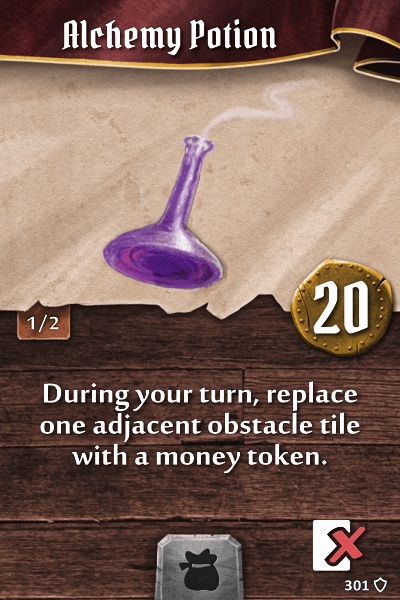 Alchemy Potion
20
1/2
During your turn, replace
one adjacent obstacle tile
with a money token.
301